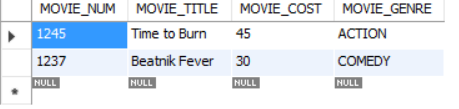 MOVIE_NUM MOVIE_TITLE MOVIE_COST MOVIE_GENRE
1245 Time to Burn 45 ACTION
1237 Beatnik Fever 30 COMEDY
NULL NULL NULL NULL